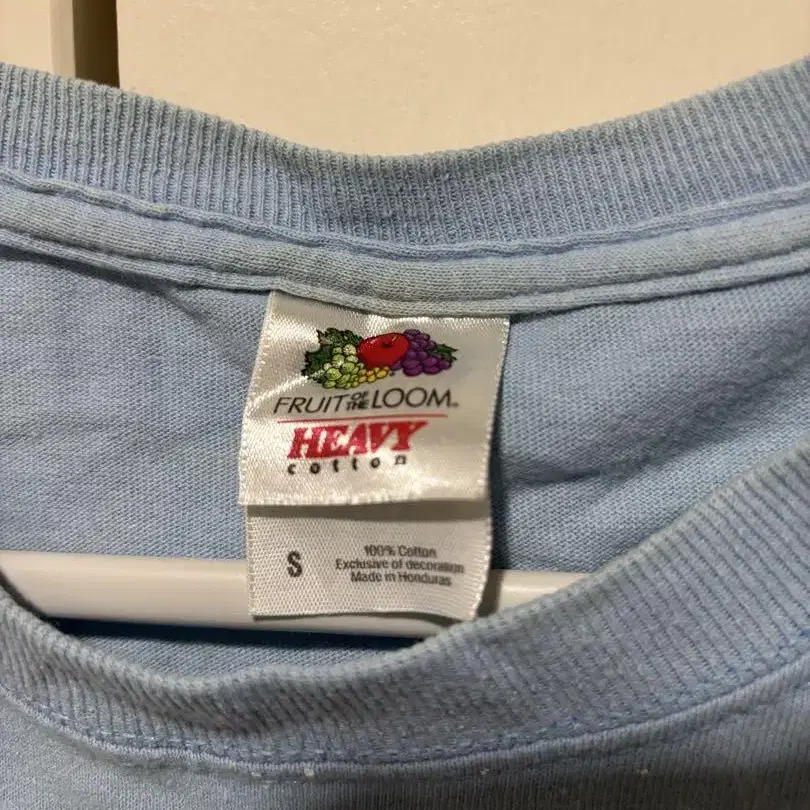 FRUIT OF THE LOOM.
HEAVY
cotton
S
100% Cotton
Exclusive of decoration
Made in Honduras